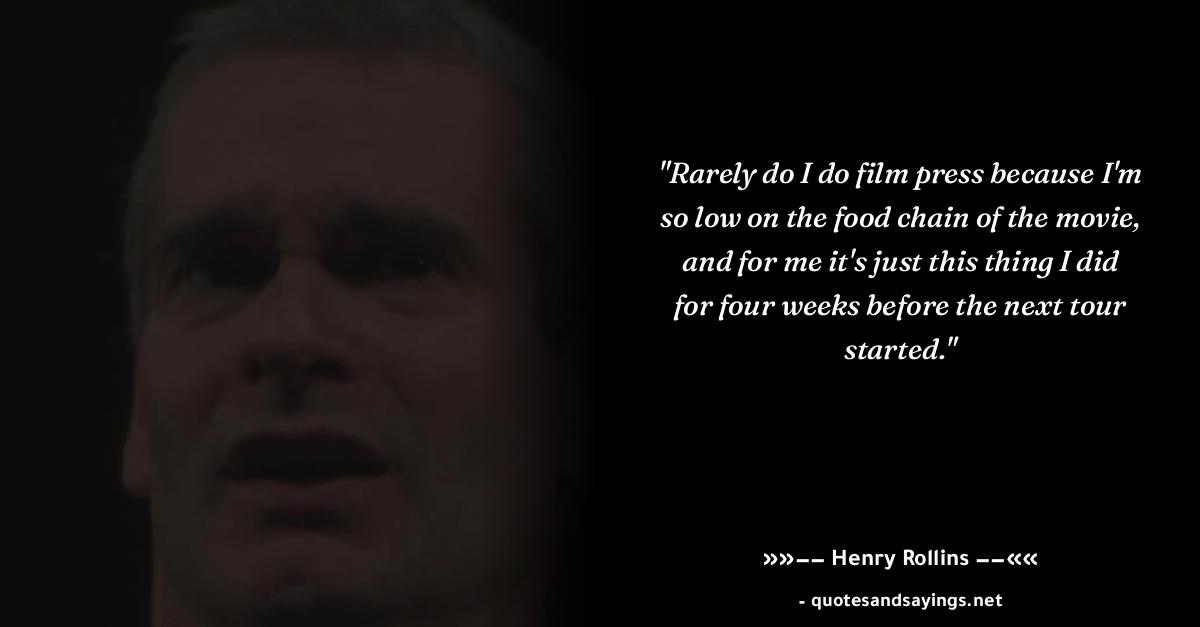 "Rarely do I do film press because I'm
so low on the food chain of the movie,
and for me it's just this thing I did
for four weeks before the next tour
started."
»»–– Henry Rollins ––««
- quotesandsayings.net